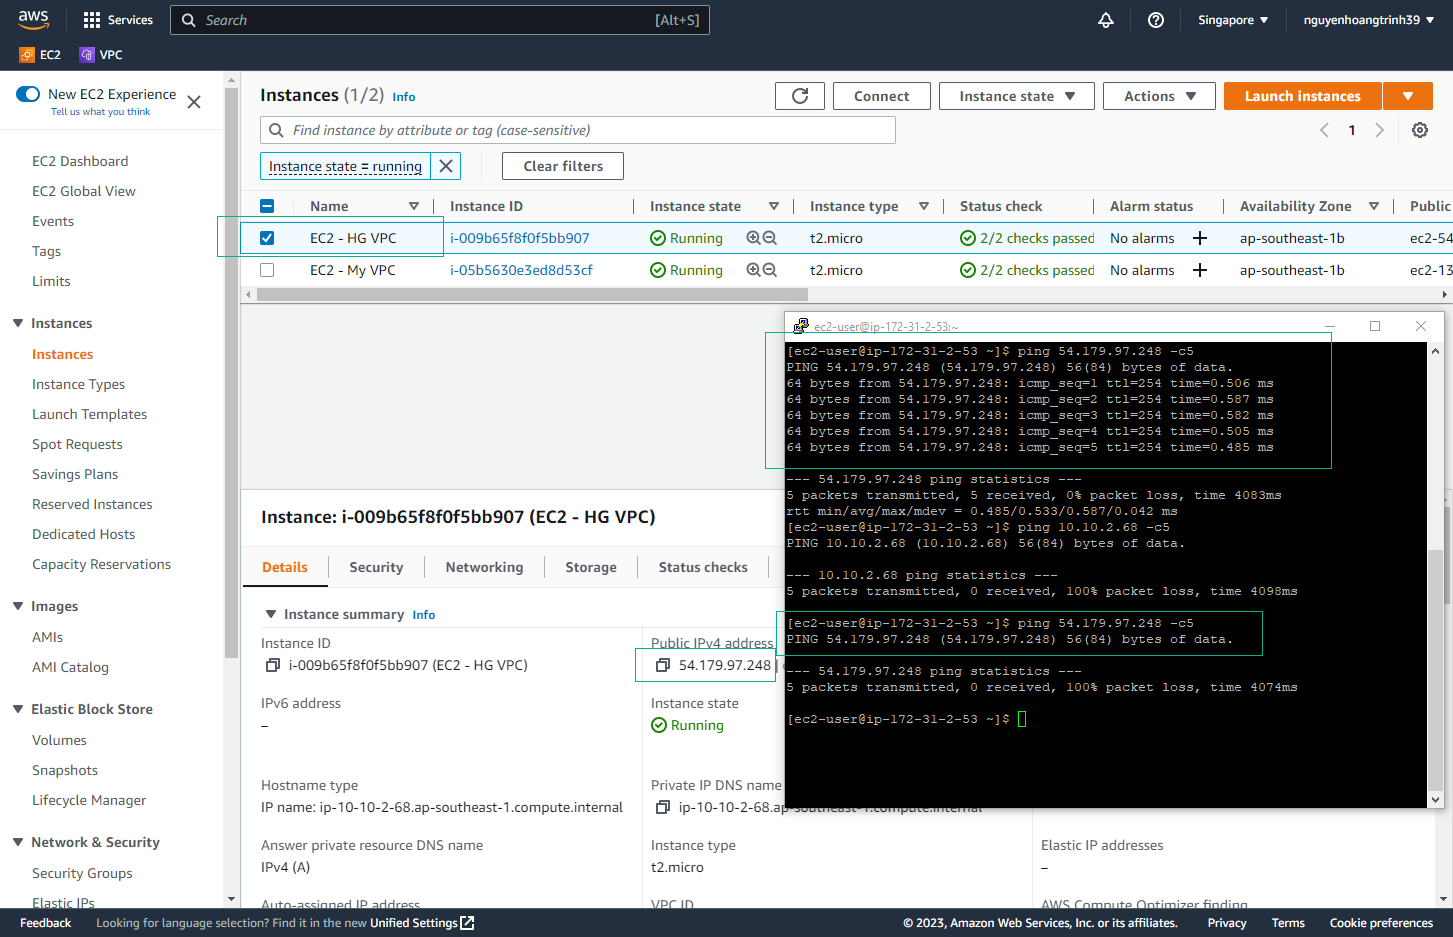 aws
Services
Search
[Alt+S]
Singapore
nguyenhoangtrinh39
EC2
VPC
New EC2 Experience
Tell us what you think
EC2 Dashboard
EC2 Global View
Events
Tags
Limits
Instances
Instances
Instance Types
Launch Templates
Spot Requests
Savings Plans
Reserved Instances
Dedicated Hosts
Capacity Reservations
Images
AMIs
AMI Catalog
Elastic Block Store
Volumes
Snapshots
Lifecycle Manager
Network & Security
Security Groups
Elastic IPs
Instances (1/2) Info
Connect
Instance state
Actions
Launch instances
Find instance by attribute or tag (case-sensitive)
1
Instance state = running
Clear filters
Name Instance ID Instance state Instance type Status check Alarm status Availability Zone Public
EC2 - HG VPC i-009b65f8f0f5bb907 Running t2.micro 2/2 checks passed No alarms ap-southeast-1b ec2-54
EC2 - My VPC i-05b5630e3ed8d53cf Running t2.micro 2/2 checks passed No alarms ap-southeast-1b ec2-13
ec2-user@ip-172-31-2-53:~
[ec2-user@ip-172-31-2-53 ~]$ ping 54.179.97.248 -c5
PING 54.179.97.248 (54.179.97.248) 56(84) bytes of data.
64 bytes from 54.179.97.248: icmp_seq=1 ttl=254 time=0.506 ms
64 bytes from 54.179.97.248: icmp_seq=2 ttl=254 time=0.587 ms
64 bytes from 54.179.97.248: icmp_seq=3 ttl=254 time=0.582 ms
64 bytes from 54.179.97.248: icmp_seq=4 ttl=254 time=0.505 ms
64 bytes from 54.179.97.248: icmp_seq=5 ttl=254 time=0.485 ms
--- 54.179.97.248 ping statistics ---
5 packets transmitted, 5 received, 0% packet loss, time 4083ms
rtt min/avg/max/mdev = 0.485/0.533/0.587/0.042 ms
[ec2-user@ip-172-31-2-53 ~]$ ping 10.10.2.68 -c5
PING 10.10.2.68 (10.10.2.68) 56(84) bytes of data.
--- 10.10.2.68 ping statistics ---
5 packets transmitted, 0 received, 100% packet loss, time 4098ms
[ec2-user@ip-172-31-2-53 ~]$ ping 54.179.97.248 -c5
PING 54.179.97.248 (54.179.97.248) 56(84) bytes of data.
--- 54.179.97.248 ping statistics ---
5 packets transmitted, 0 received, 100% packet loss, time 4074ms
[ec2-user@ip-172-31-2-53 ~]$
Instance: i-009b65f8f0f5bb907 (EC2 - HG VPC)
Details Security Networking Storage Status checks
Instance summary Info
Instance ID
i-009b65f8f0f5bb907 (EC2 - HG VPC)
Public IPv4 address
54.179.97.248
IPv6 address
–
Instance state
Running
Hostname type
IP name: ip-10-10-2-68.ap-southeast-1.compute.internal
Private IP DNS name
ip-10-10-2-68.ap-southeast-1.compute.internal
Answer private resource DNS name
IPv4 (A)
Instance type
t2.micro
Elastic IP addresses
–
Auto-assigned IP address
VPC ID
AWS Compute Optimizer finding
Feedback
Looking for language selection? Find it in the new Unified Settings
© 2023, Amazon Web Services, Inc. or its affiliates.
Privacy
Terms
Cookie preferences